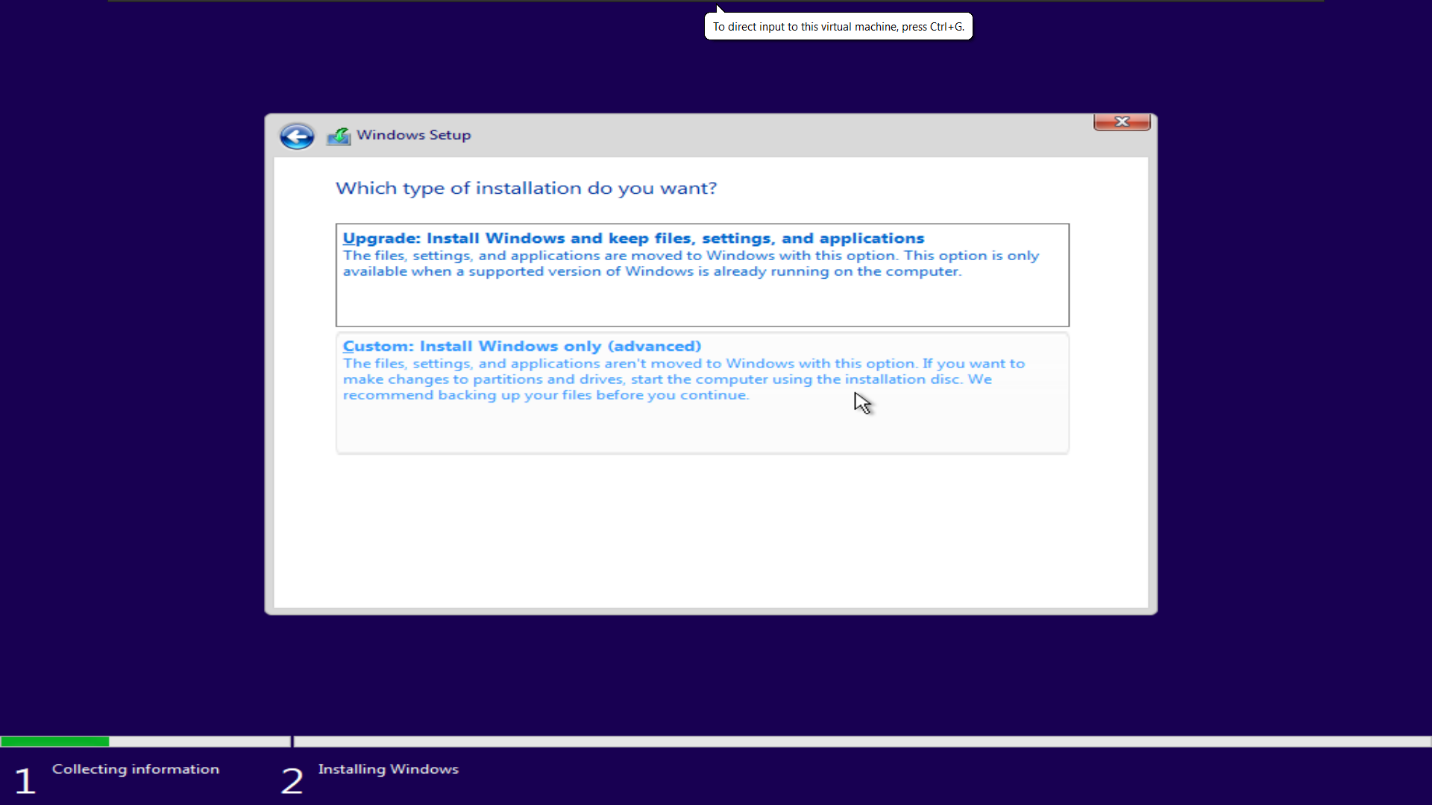 To direct input to this virtual machine, press Ctrl+G.
Windows Setup
Which type of installation do you want?
Upgrade: Install Windows and keep files, settings, and applications
The files, settings, and applications are moved to Windows with this option. This option is only
available when a supported version of Windows is already running on the computer.
Custom: Install Windows only (advanced)
The files, settings, and applications aren't moved to Windows with this option. If you want to
make changes to partitions and drives, start the computer using the installation disc. We
recommend backing up your files before you continue.
1 Collecting information
2 Installing Windows